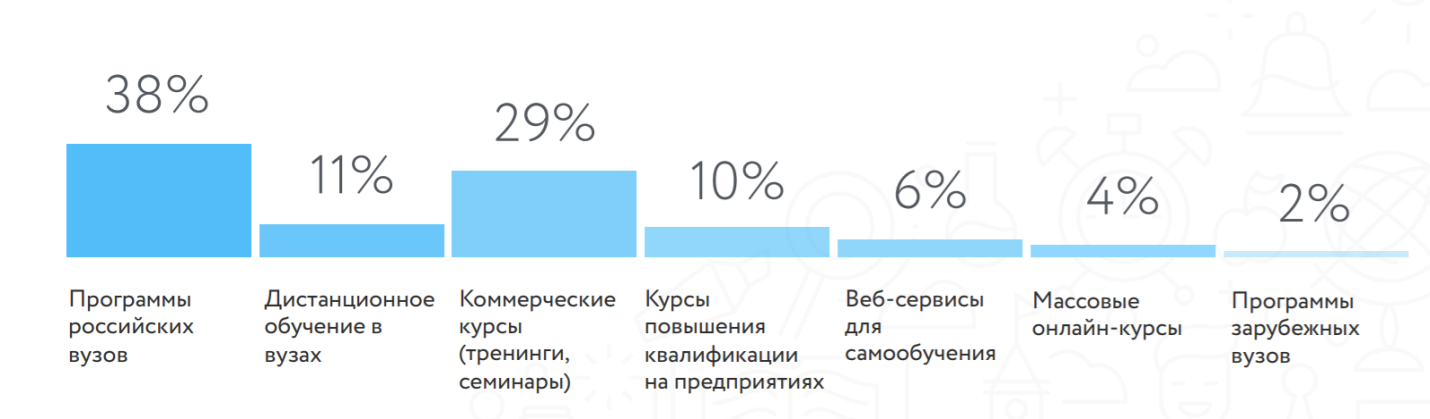 38%
11%
29%
10%
6%
4%
2%
Программы
российских
вузов
Дистанционное
обучение в
вузах
Коммерческие
курсы
(тренинги,
семинары)
Курсы
повышения
квалификации
на предприятиях
Веб-сервисы
для
самообучения
Массовые
онлайн-курсы
Программы
зарубежных
вузов